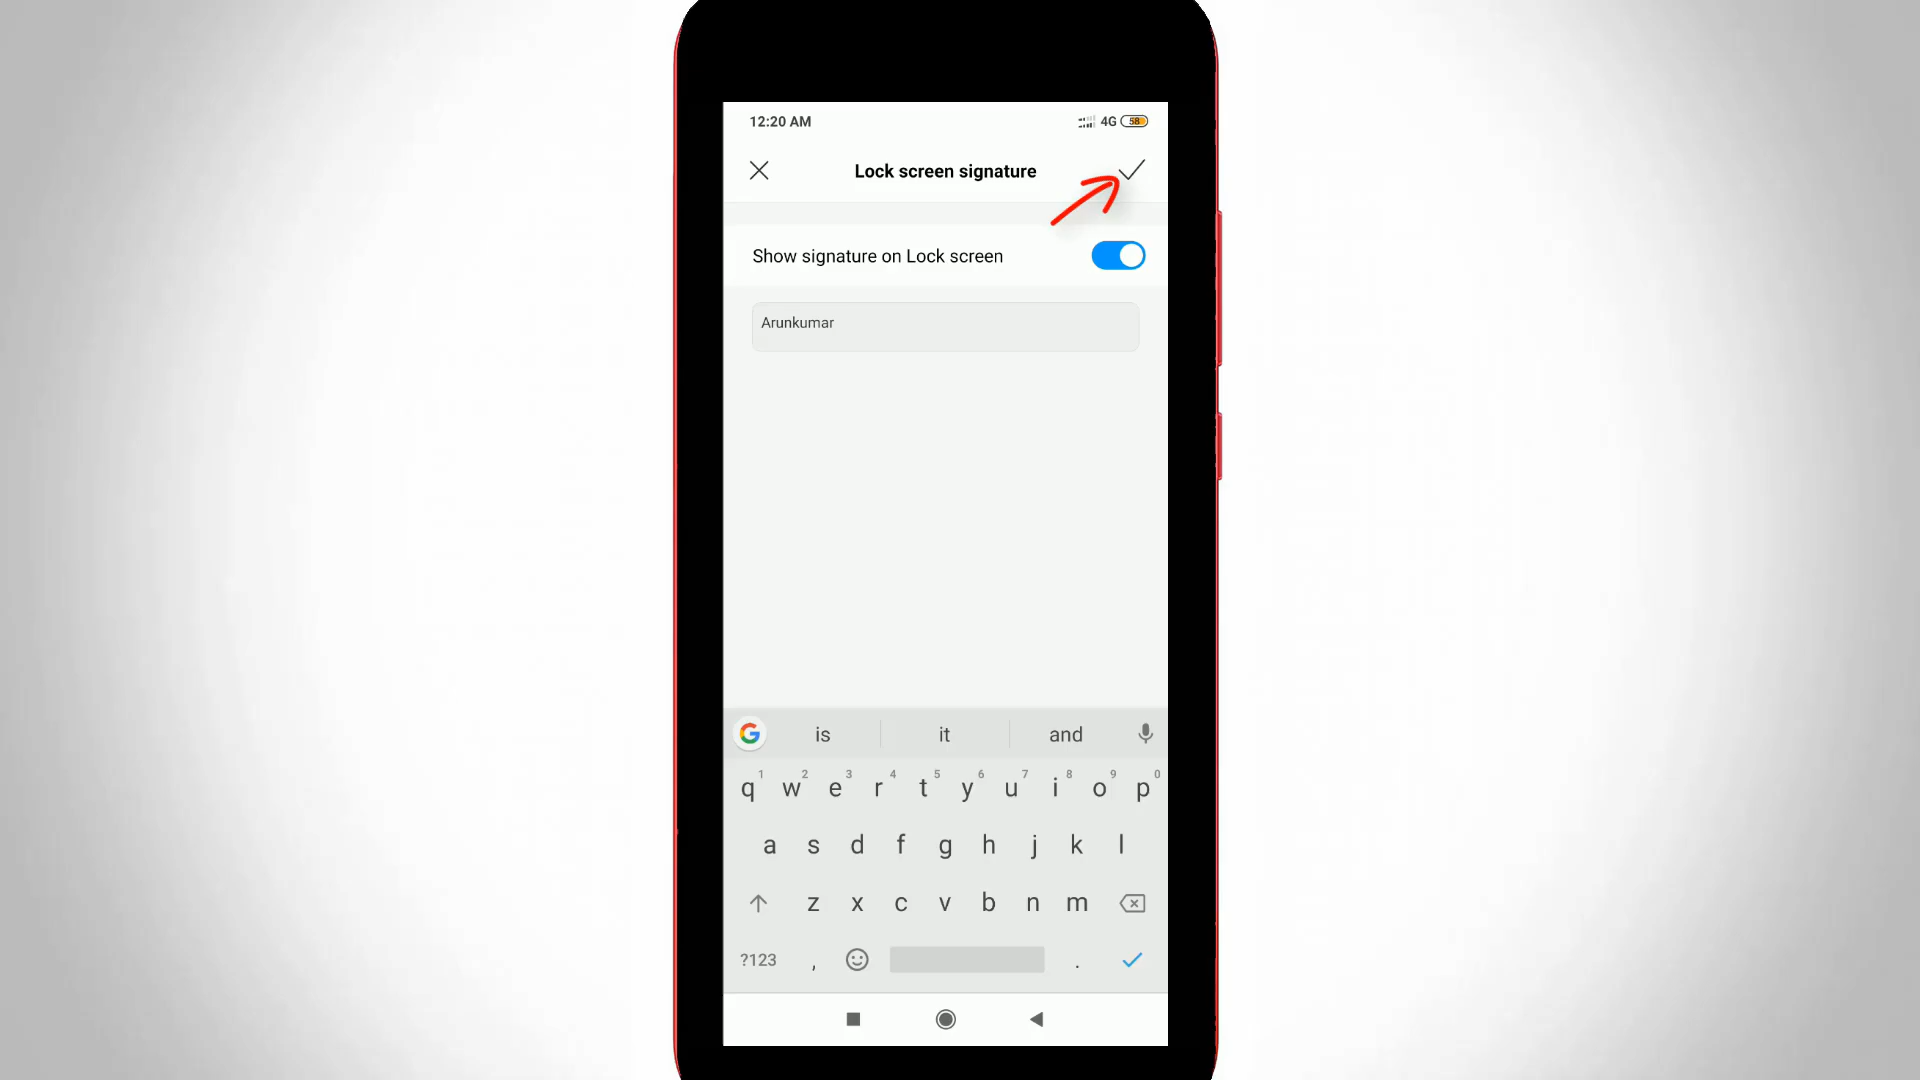 12:20 AM 4G 58
Lock screen signature
Show signature on Lock screen
Arunkumar
G is it and
1 2 3 4 5 6 7 8 9 0
q w e r t y u i o p
a s d f g h j k l
z x c v b n m
?123 , .